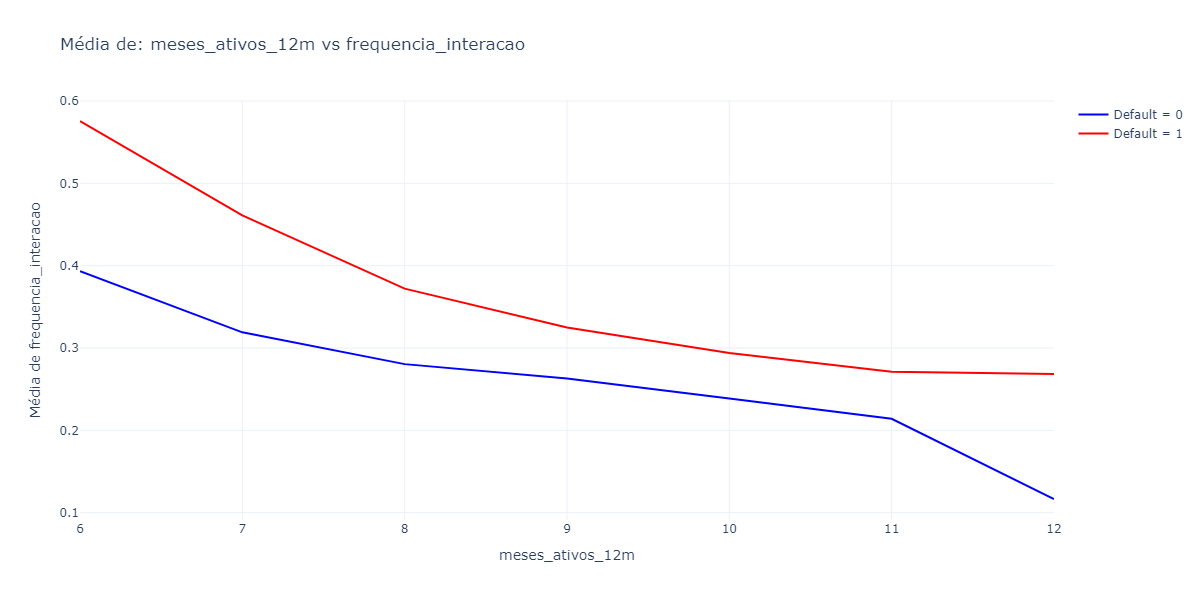 Média de: meses_ativos_12m vs frequencia_interacao
0.6
0.5
0.4
0.3
0.2
0.1
Média de frequencia_interacao
6 7 8 9 10 11 12
meses_ativos_12m
Default = 0
Default = 1